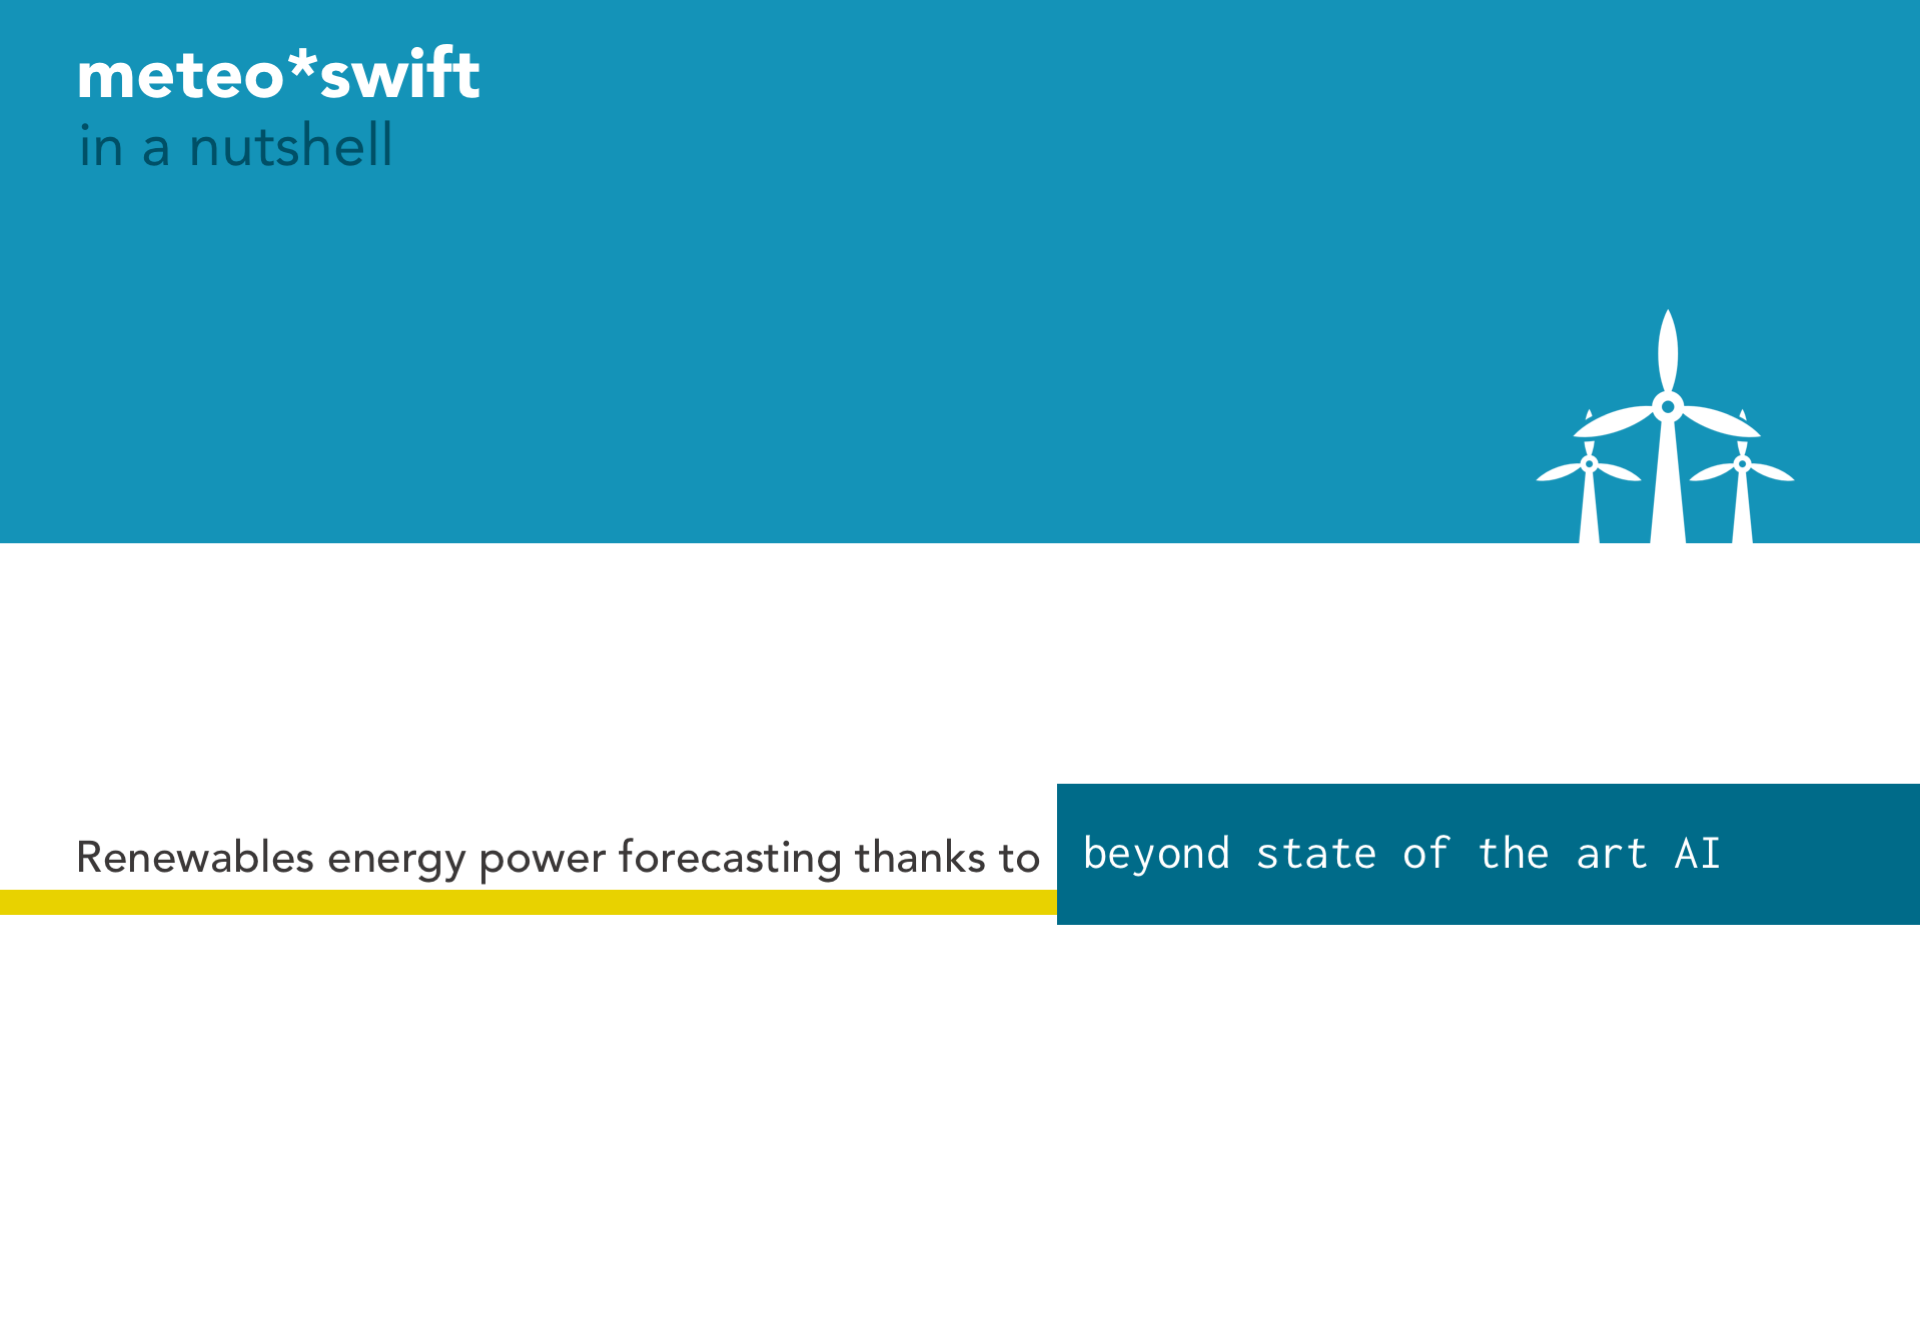 meteo*swift
in a nutshell
Renewables energy power forecasting thanks to beyond state of the art AI